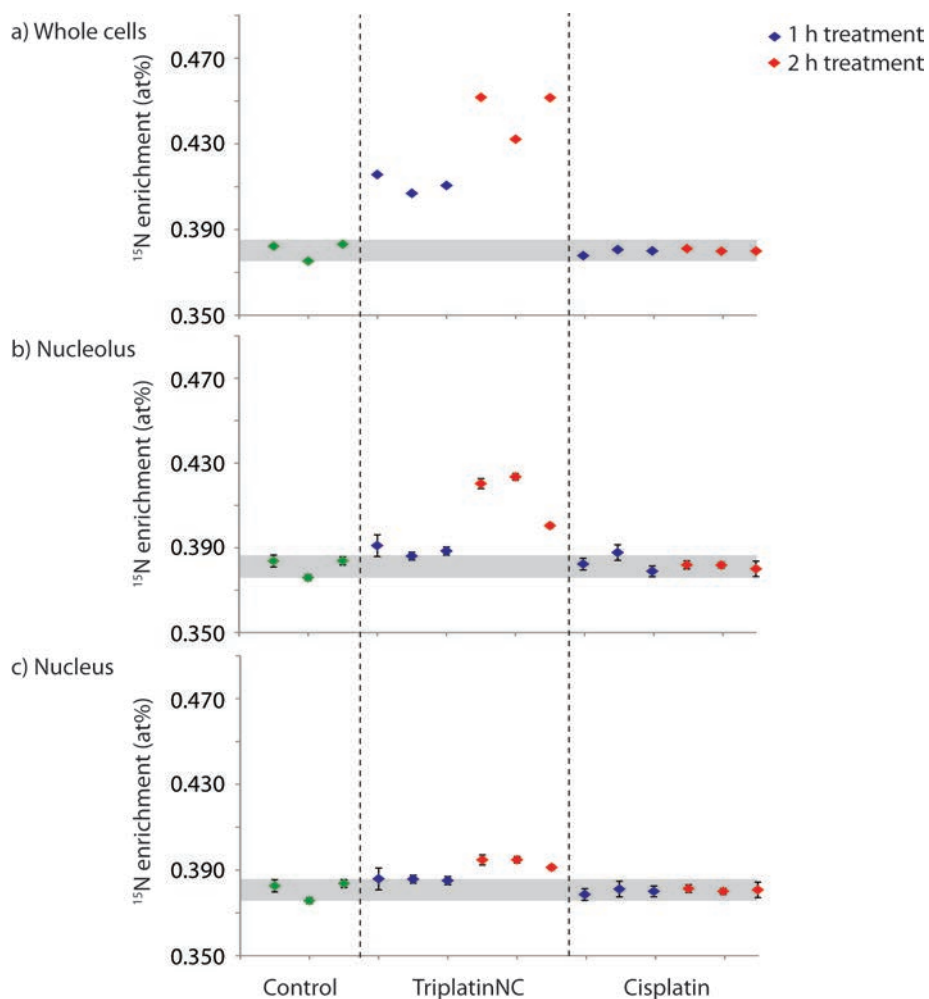 a) Whole cells
1 h treatment
2 h treatment
¹⁵N enrichment (at%)
0.470
0.430
0.390
0.350
b) Nucleolus
¹⁵N enrichment (at%)
0.470
0.430
0.390
0.350
c) Nucleus
¹⁵N enrichment (at%)
0.470
0.430
0.390
0.350
Control TriplatinNC Cisplatin